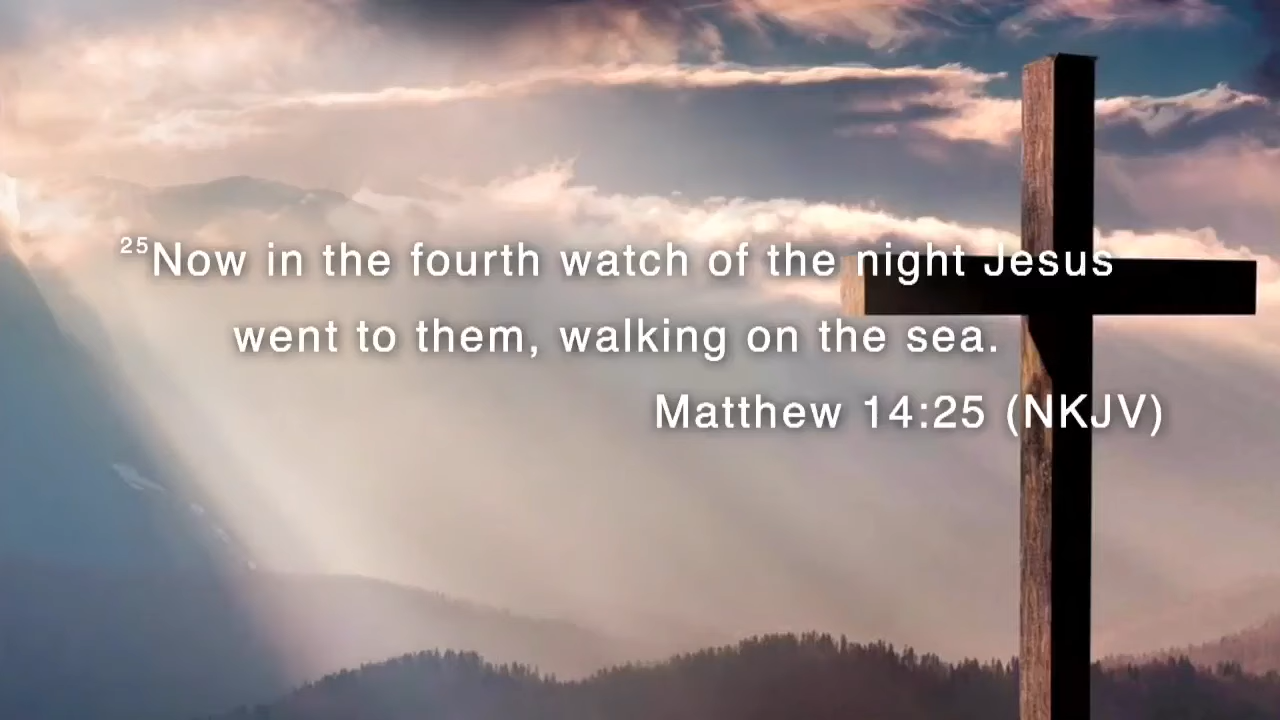 25Now in the fourth watch of the night Jesus
went to them, walking on the sea.
Matthew 14:25 (NKJV)